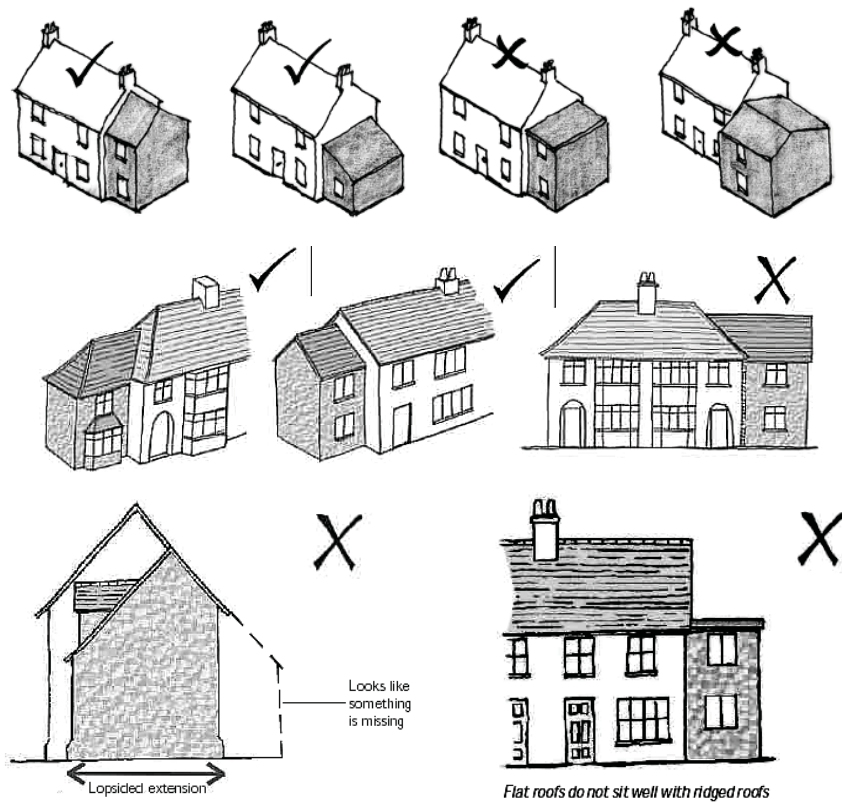 Looks like
something
is missing
Lopsided extension
Flat roofs do not sit well with ridged roofs